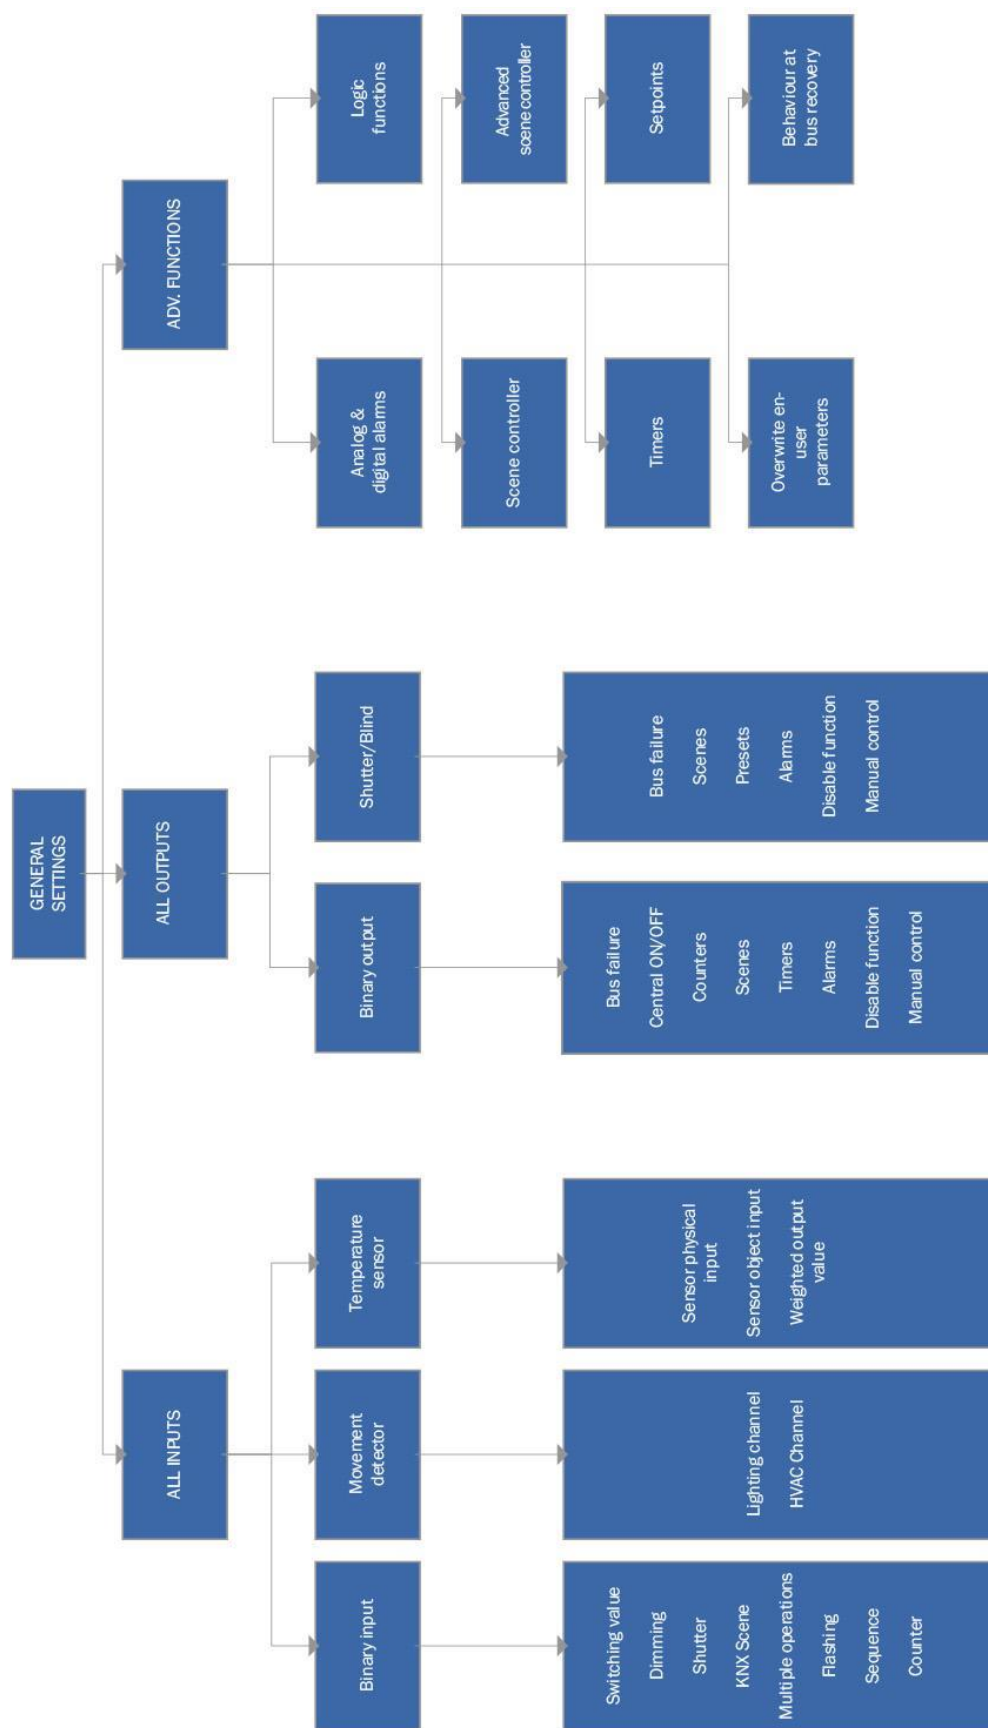 GENERAL
SETTINGS
ALL INPUTS
ALL OUTPUTS
ADV. FUNCTIONS
Binary input
Movement
detector
Temperature
sensor
Binary output
Shutter/Blind
Analog &
digital alarms
Logic
functions
Scene controller
Advanced
scene controller
Timers
Setpoints
Overwrite en-
user
parameters
Behaviour at
bus recovery
Switching value
Dimming
Shutter
KNX Scene
Multiple operations
Flashing
Sequence
Counter
Lighting channel
HVAC Channel
Sensor physical
input
Sensor object input
Weighted output
value
Bus failure
Central ON/OFF
Counters
Scenes
Timers
Alarms
Disable function
Manual control
Bus failure
Scenes
Presets
Alarms
Disable function
Manual control